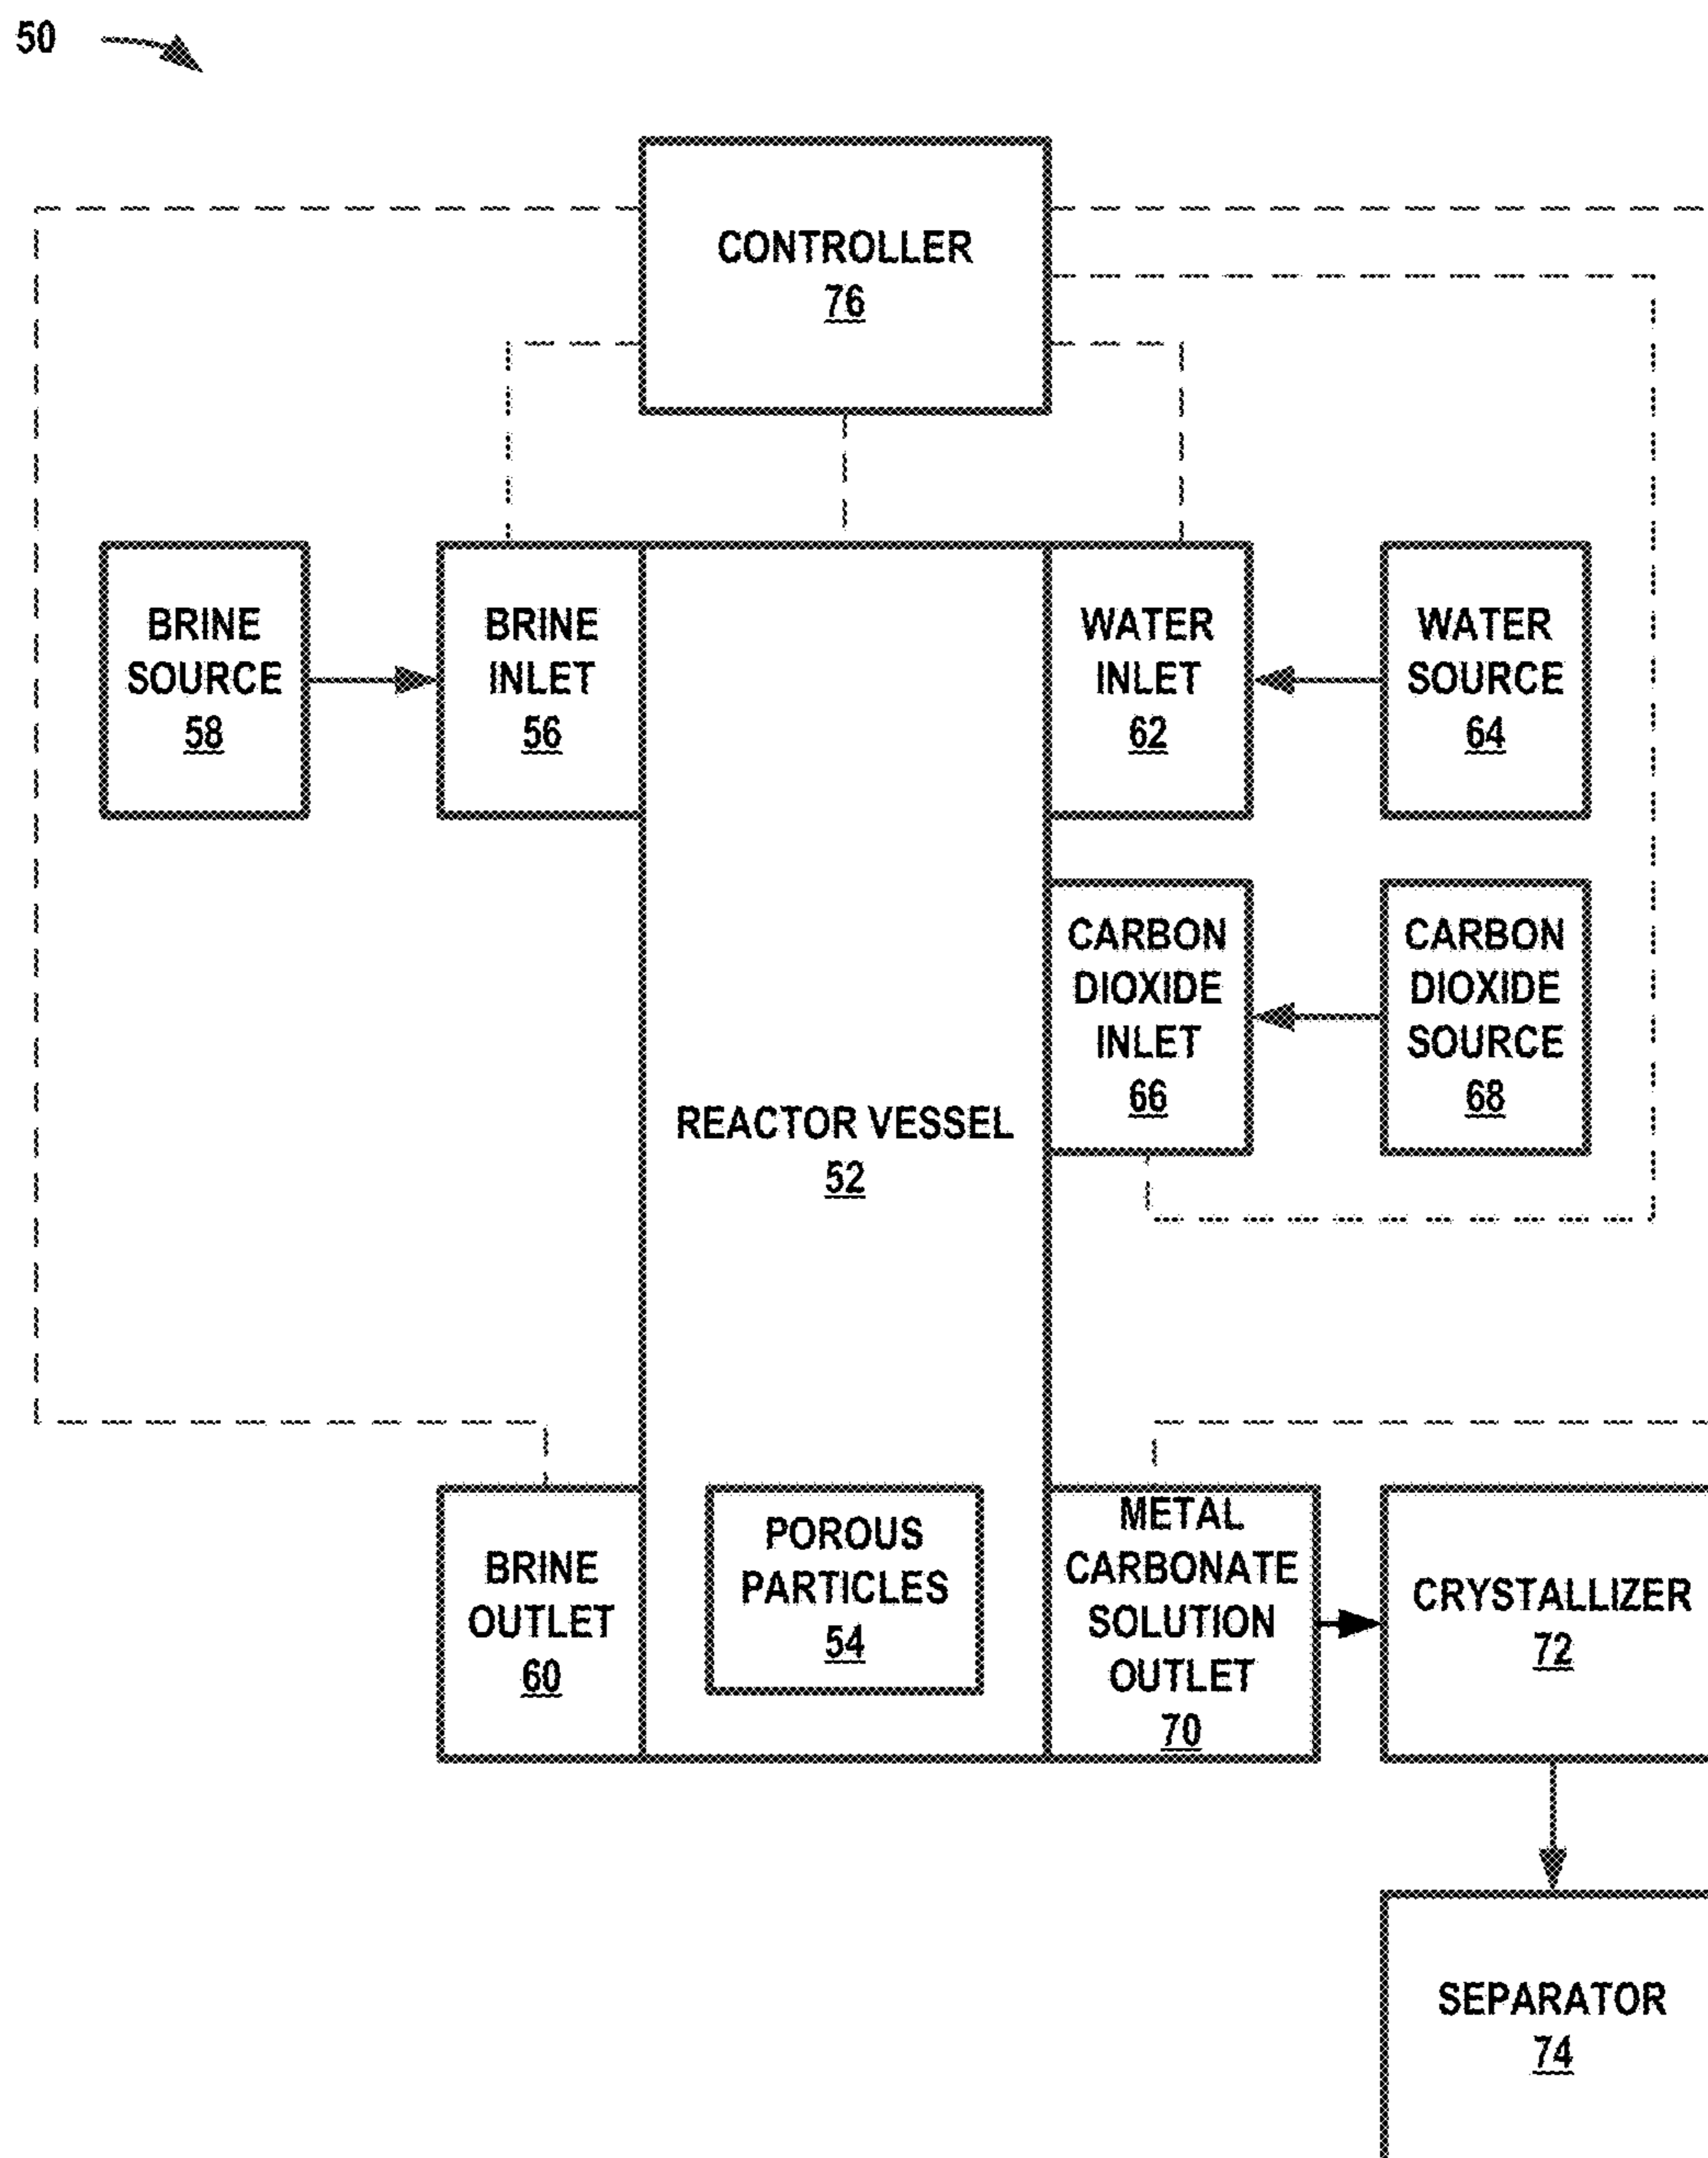 50
CONTROLLER
76
BRINE
SOURCE
58
BRINE
INLET
56
WATER
INLET
62
WATER
SOURCE
64
CARBON
DIOXIDE
INLET
66
CARBON
DIOXIDE
SOURCE
68
REACTOR VESSEL
52
BRINE
OUTLET
60
POROUS
PARTICLES
54
METAL
CARBONATE
SOLUTION
OUTLET
70
CRYSTALLIZER
72
SEPARATOR
74